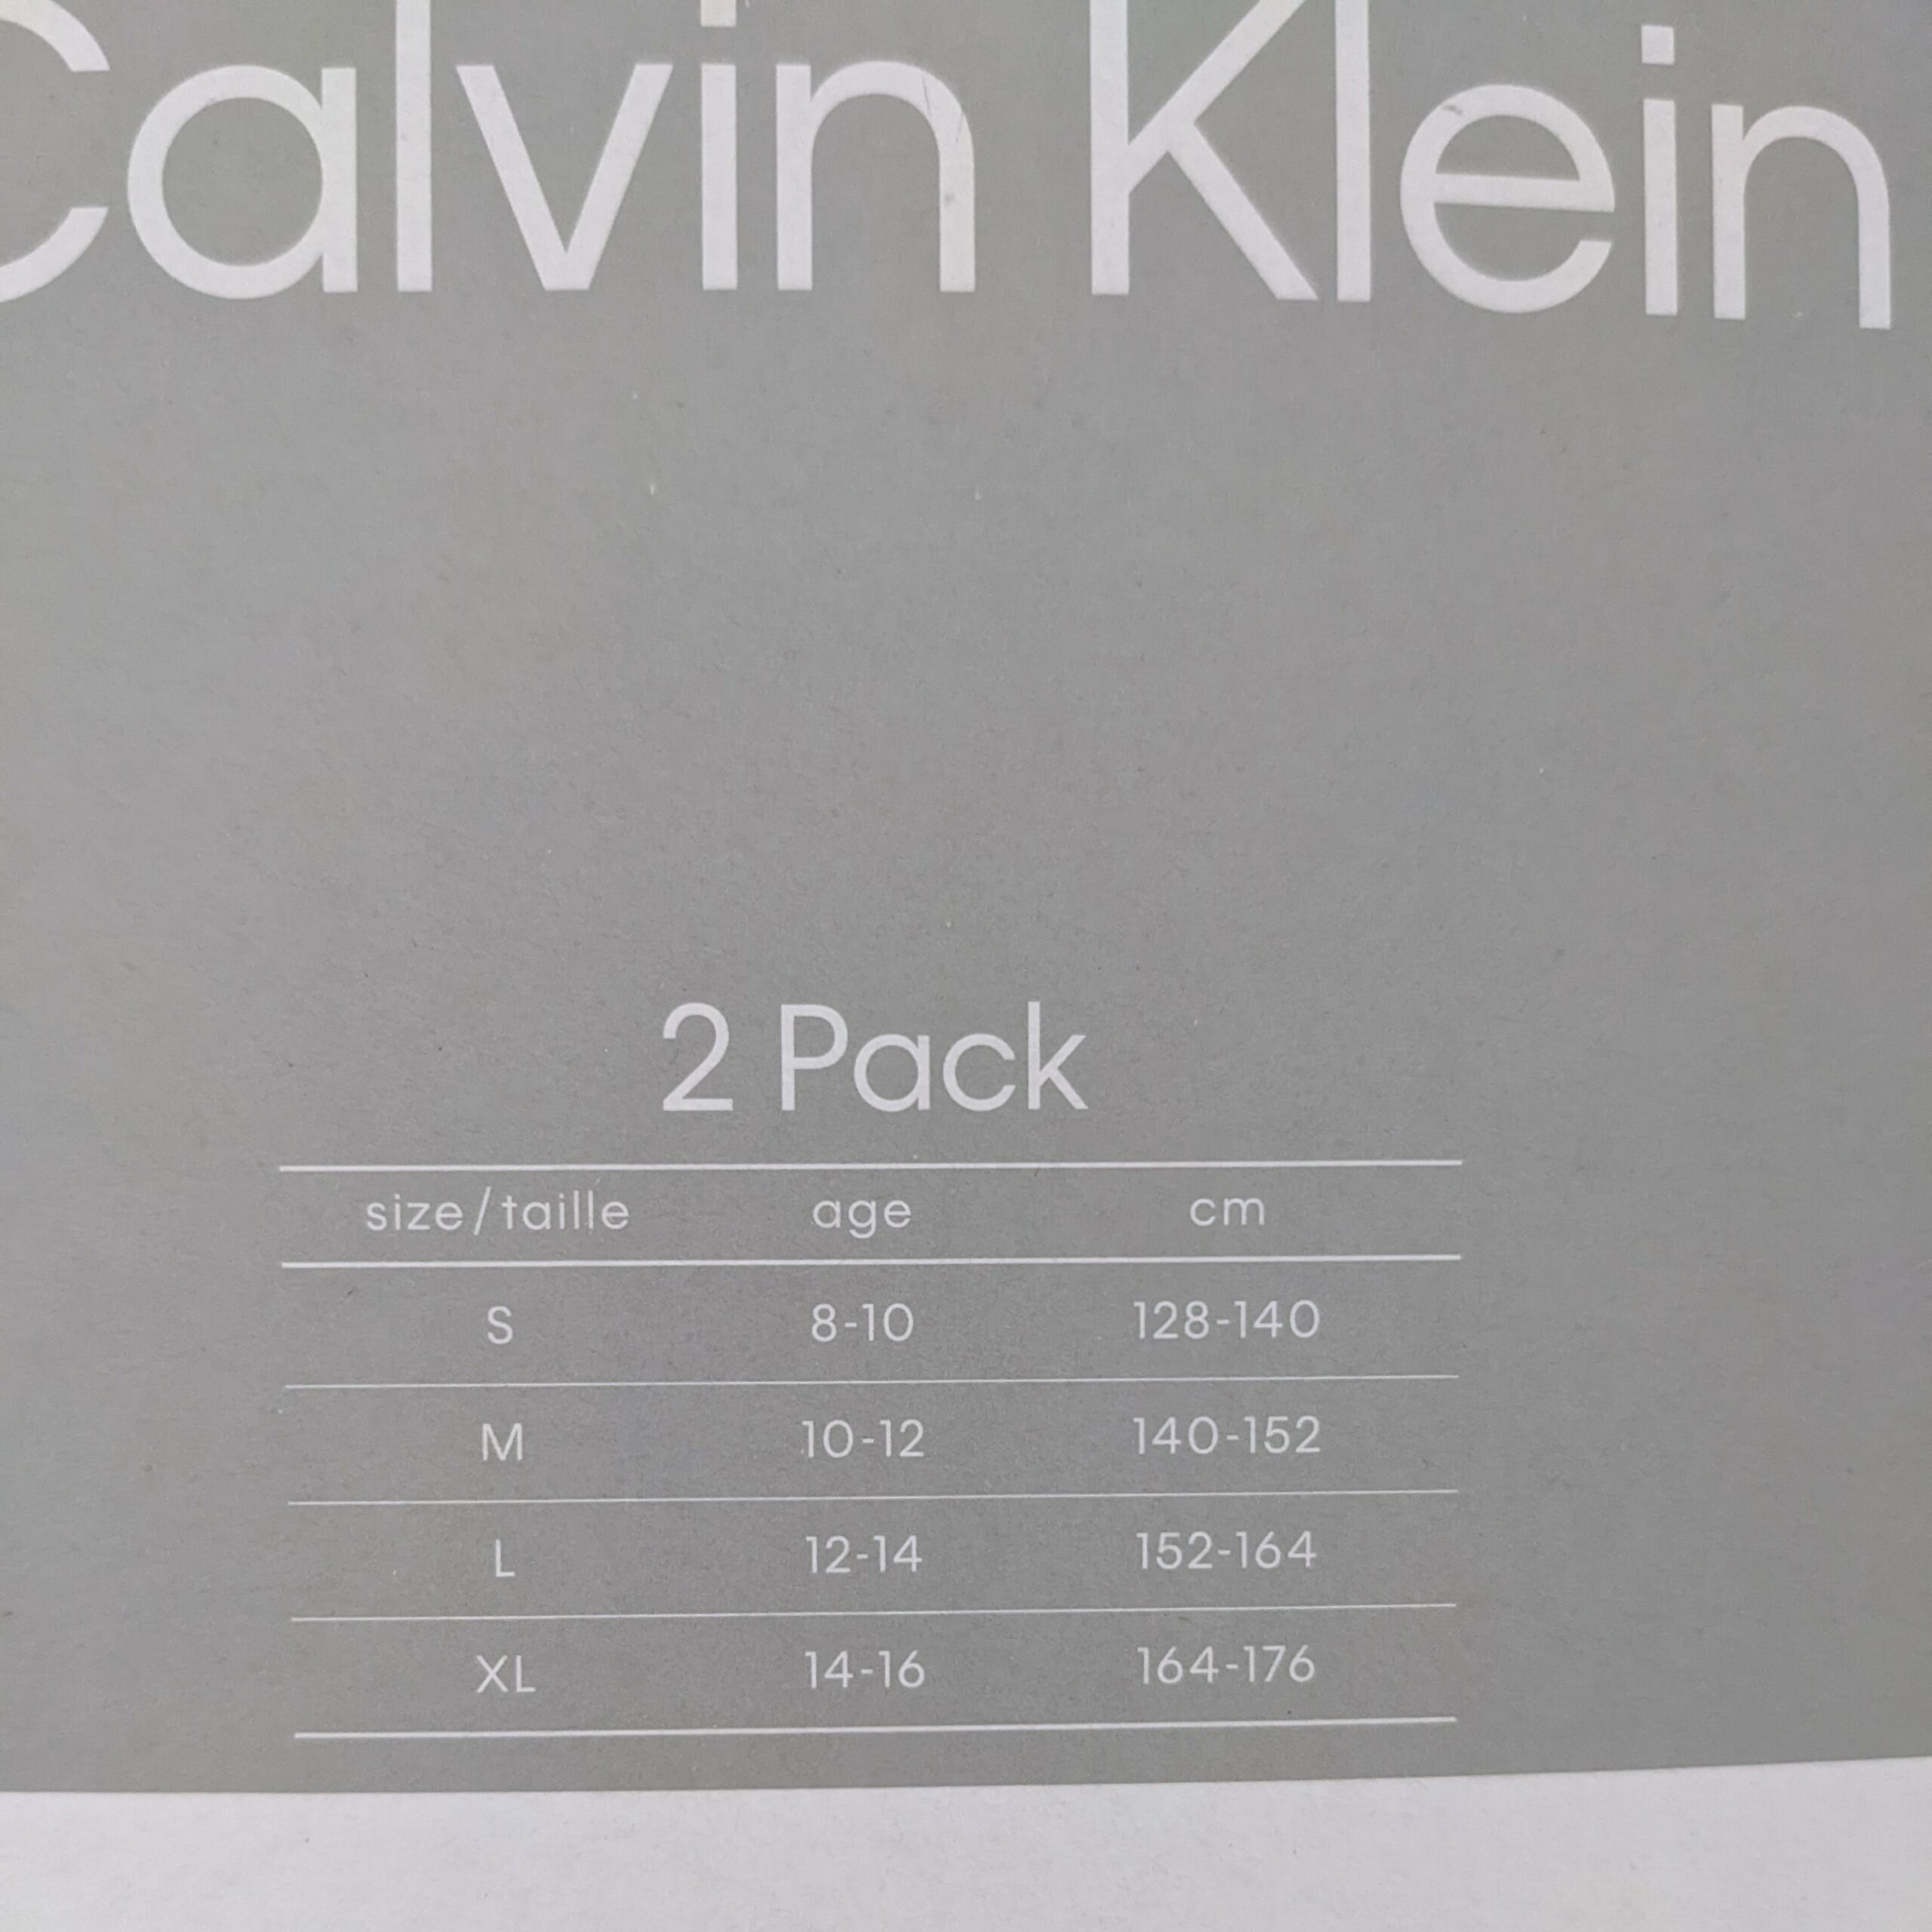 Calvin Klein
2 Pack
size/taille age cm
S 8-10 128-140
M 10-12 140-152
L 12-14 152-164
XL 14-16 164-176